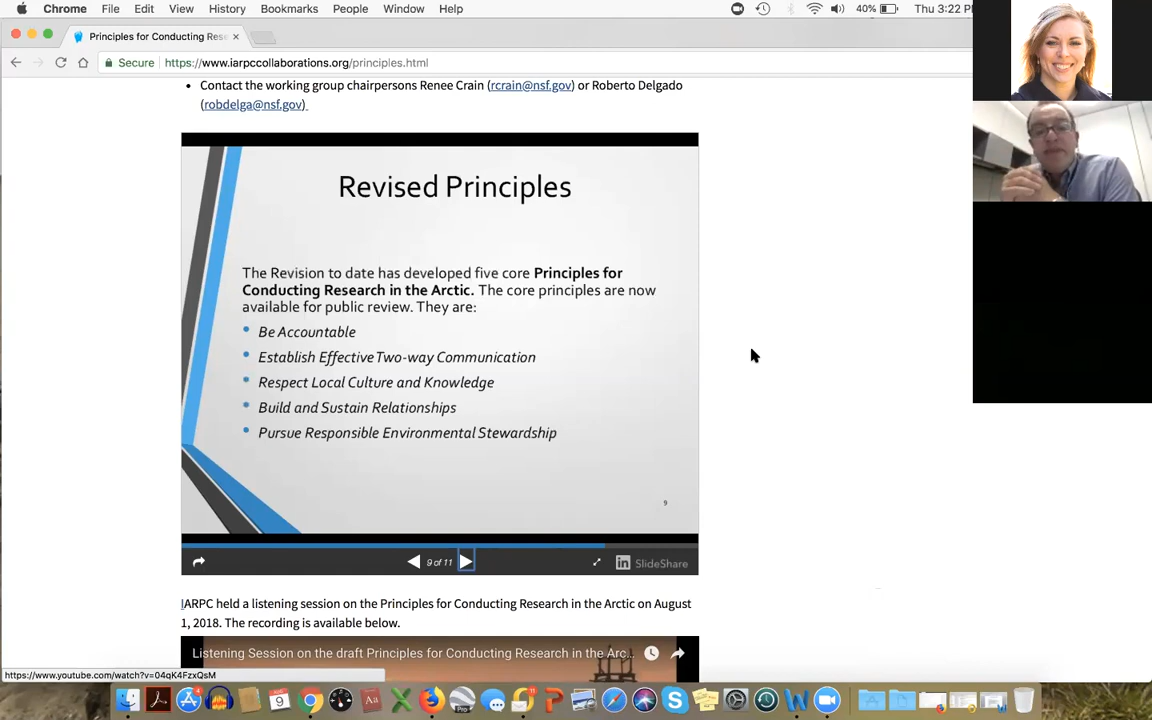 Chrome File Edit View History Bookmarks People Window Help 40% Thu 3:22 P
Principles for Conducting Res
Secure https://www.iarpccollaborations.org/principles.html
• Contact the working group chairpersons Renee Crain (rcrain@nsf.gov) or Roberto Delgado
(robdelga@nsf.gov)
Revised Principles
The Revision to date has developed five core Principles for
Conducting Research in the Arctic. The core principles are now
available for public review. They are:
• Be Accountable
• Establish Effective Two-way Communication
• Respect Local Culture and Knowledge
• Build and Sustain Relationships
• Pursue Responsible Environmental Stewardship
9
9 of 11 in SlideShare
IARPC held a listening session on the Principles for Conducting Research in the Arctic on August
1, 2018. The recording is available below.
Listening Session on the draft Principles for Conducting Research in the Arc...
https://www.youtube.com/watch?v=04qK4FzxQsM